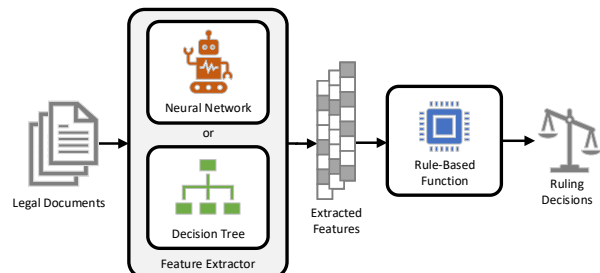 Neural Network
or
Decision Tree
Feature Extractor
Legal Documents
Extracted
Features
Rule-Based
Function
Ruling
Decisions